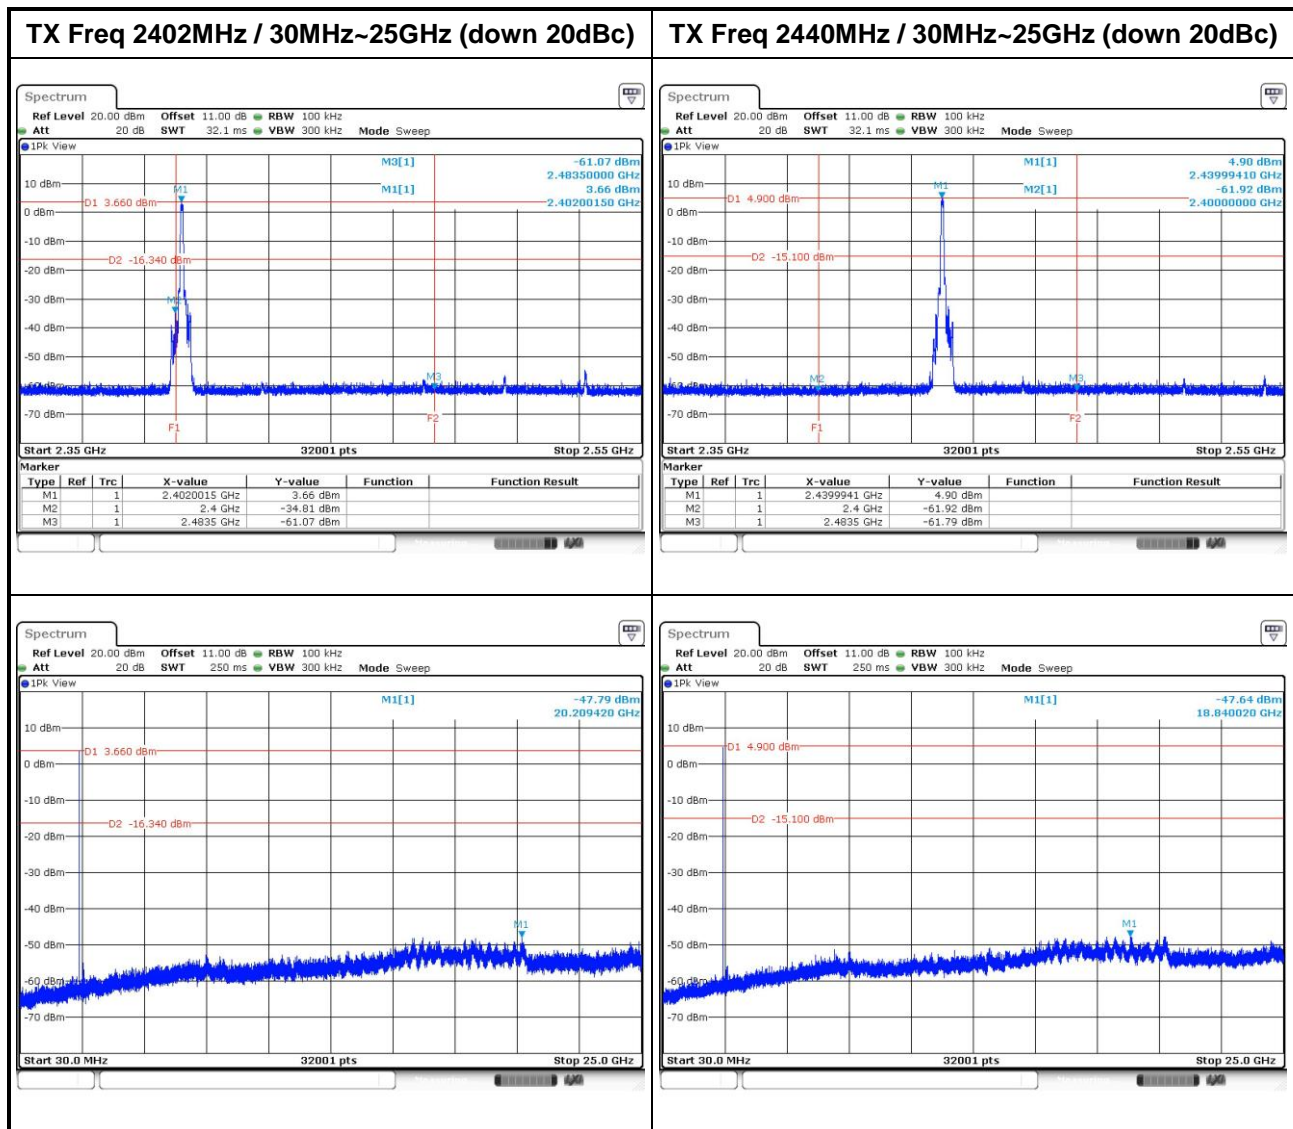 TX Freq 2402MHz / 30MHz~25GHz (down 20dBc)
TX Freq 2440MHz / 30MHz~25GHz (down 20dBc)
Spectrum
Ref Level 20.00 dBm Offset 11.00 dB RBW 100 kHz
Att 20 dB SWT 32.1 ms VBW 300 kHz Mode Sweep
1Pk View
M3[1] -61.07 dBm
2.48350000 GHz
M1[1] 3.66 dBm
2.40200150 GHz
10 dBm
M1
D1 3.660 dBm
0 dBm
-10 dBm
D2 -16.340 dBm
-20 dBm
-30 dBm
M2
-40 dBm
-50 dBm
M3
-60 dBm
-70 dBm
F1
F2
Start 2.35 GHz 32001 pts Stop 2.55 GHz
Marker
Type Ref Trc X-value Y-value Function Function Result
M1 1 2.4020015 GHz 3.66 dBm
M2 1 2.4 GHz -34.81 dBm
M3 1 2.4835 GHz -61.07 dBm
Spectrum
Ref Level 20.00 dBm Offset 11.00 dB RBW 100 kHz
Att 20 dB SWT 32.1 ms VBW 300 kHz Mode Sweep
1Pk View
M1[1] 4.90 dBm
2.43999410 GHz
M2[1] -61.92 dBm
2.40000000 GHz
10 dBm
M1
D1 4.900 dBm
0 dBm
-10 dBm
D2 -15.100 dBm
-20 dBm
-30 dBm
-40 dBm
-50 dBm
M2
M3
-60 dBm
-70 dBm
F1
F2
Start 2.35 GHz 32001 pts Stop 2.55 GHz
Marker
Type Ref Trc X-value Y-value Function Function Result
M1 1 2.4399941 GHz 4.90 dBm
M2 1 2.4 GHz -61.92 dBm
M3 1 2.4835 GHz -61.79 dBm
Spectrum
Ref Level 20.00 dBm Offset 11.00 dB RBW 100 kHz
Att 20 dB SWT 250 ms VBW 300 kHz Mode Sweep
1Pk View
M1[1] -47.79 dBm
20.209420 GHz
10 dBm
D1 3.660 dBm
0 dBm
-10 dBm
D2 -16.340 dBm
-20 dBm
-30 dBm
-40 dBm
M1
-50 dBm
-60 dBm
-70 dBm
Start 30.0 MHz 32001 pts Stop 25.0 GHz
Spectrum
Ref Level 20.00 dBm Offset 11.00 dB RBW 100 kHz
Att 20 dB SWT 250 ms VBW 300 kHz Mode Sweep
1Pk View
M1[1] -47.64 dBm
18.840020 GHz
10 dBm
D1 4.900 dBm
0 dBm
-10 dBm
D2 -15.100 dBm
-20 dBm
-30 dBm
-40 dBm
M1
-50 dBm
-60 dBm
-70 dBm
Start 30.0 MHz 32001 pts Stop 25.0 GHz